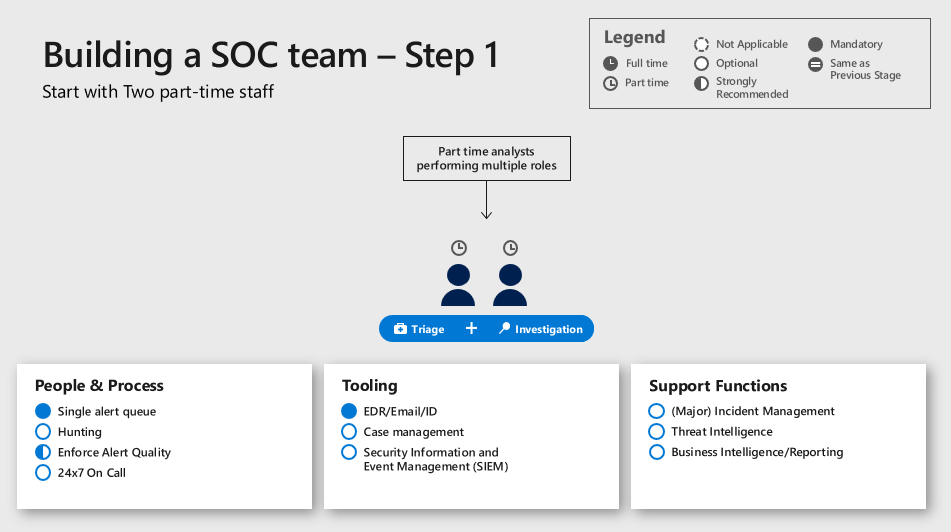 Building a SOC team – Step 1
Start with Two part-time staff
Legend
Full time
Part time
Not Applicable
Optional
Strongly
Recommended
Mandatory
Same as
Previous Stage
Part time analysts
performing multiple roles
Triage
Investigation
People & Process
Single alert queue
Hunting
Enforce Alert Quality
24x7 On Call
Tooling
EDR/Email/ID
Case management
Security Information and
Event Management (SIEM)
Support Functions
(Major) Incident Management
Threat Intelligence
Business Intelligence/Reporting